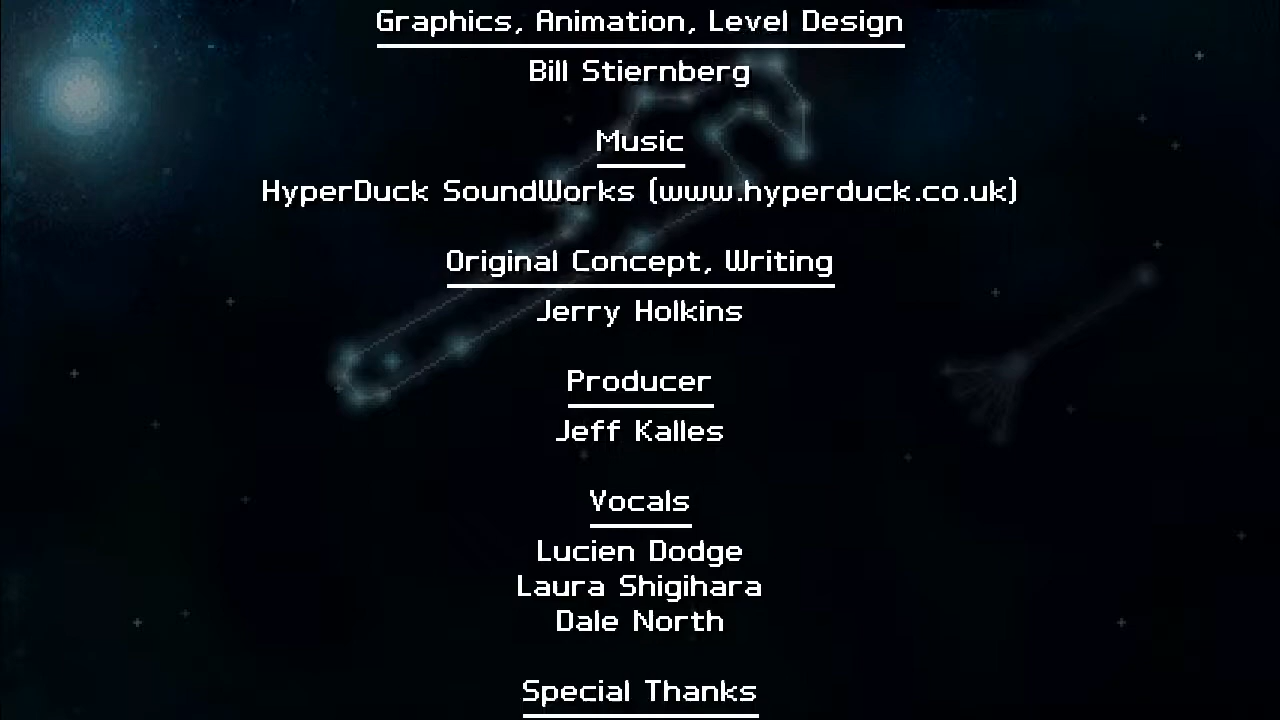 Graphics, Animation, Level Design
Bill Stiernberg
Music
HyperDuck SoundWorks (www.hyperduck.co.uk)
Original Concept, Writing
Jerry Holkins
Producer
Jeff Kalles
Vocals
Lucien Dodge
Laura Shigihara
Dale North
Special Thanks